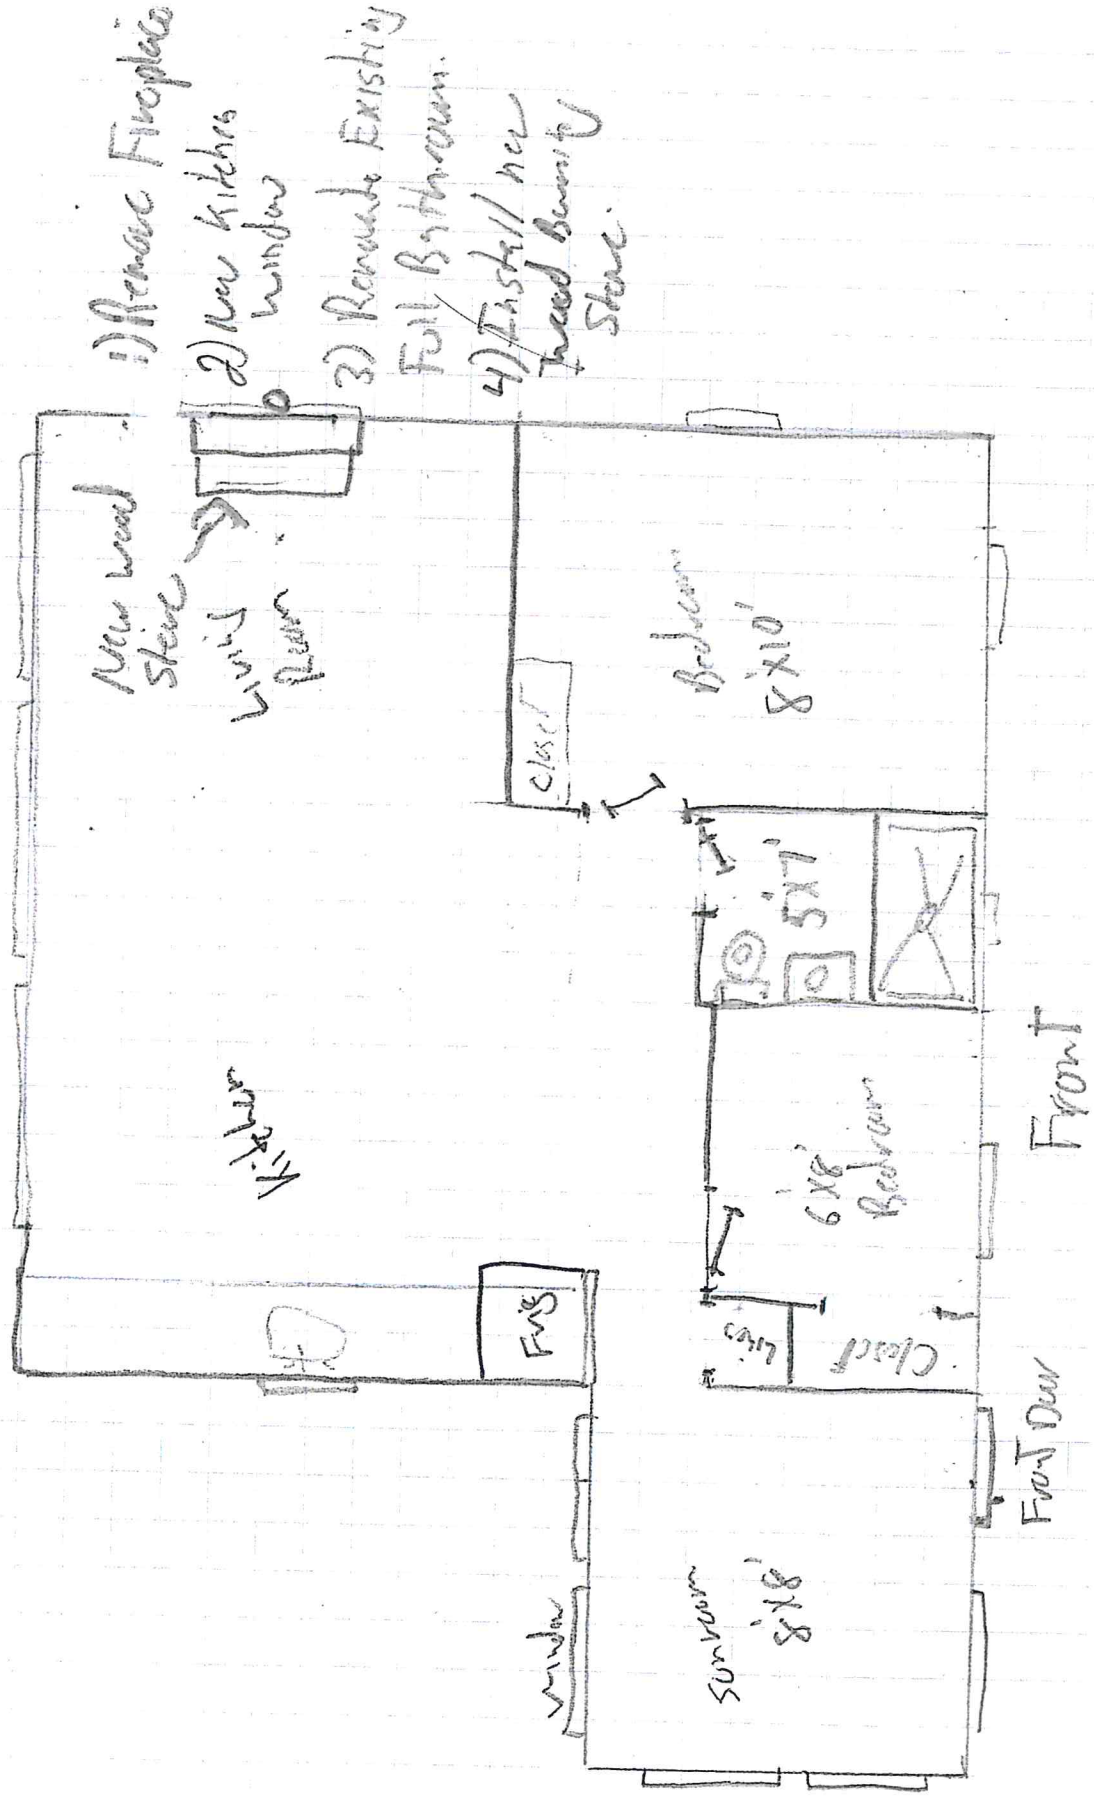 1) Remove Fireplace
2) New Kitchen
window
3) Renovate Existing
Full Bathroom.
4) Install new
wood Burning
Stove.
New wood
Stove
Living
Room
Closet
Bedroom
8'X10'
5'X7'
Kitchen
6'X8'
Bedroom
Frig
Closet
Front
Window
Sunroom
8'X8'
Front Door